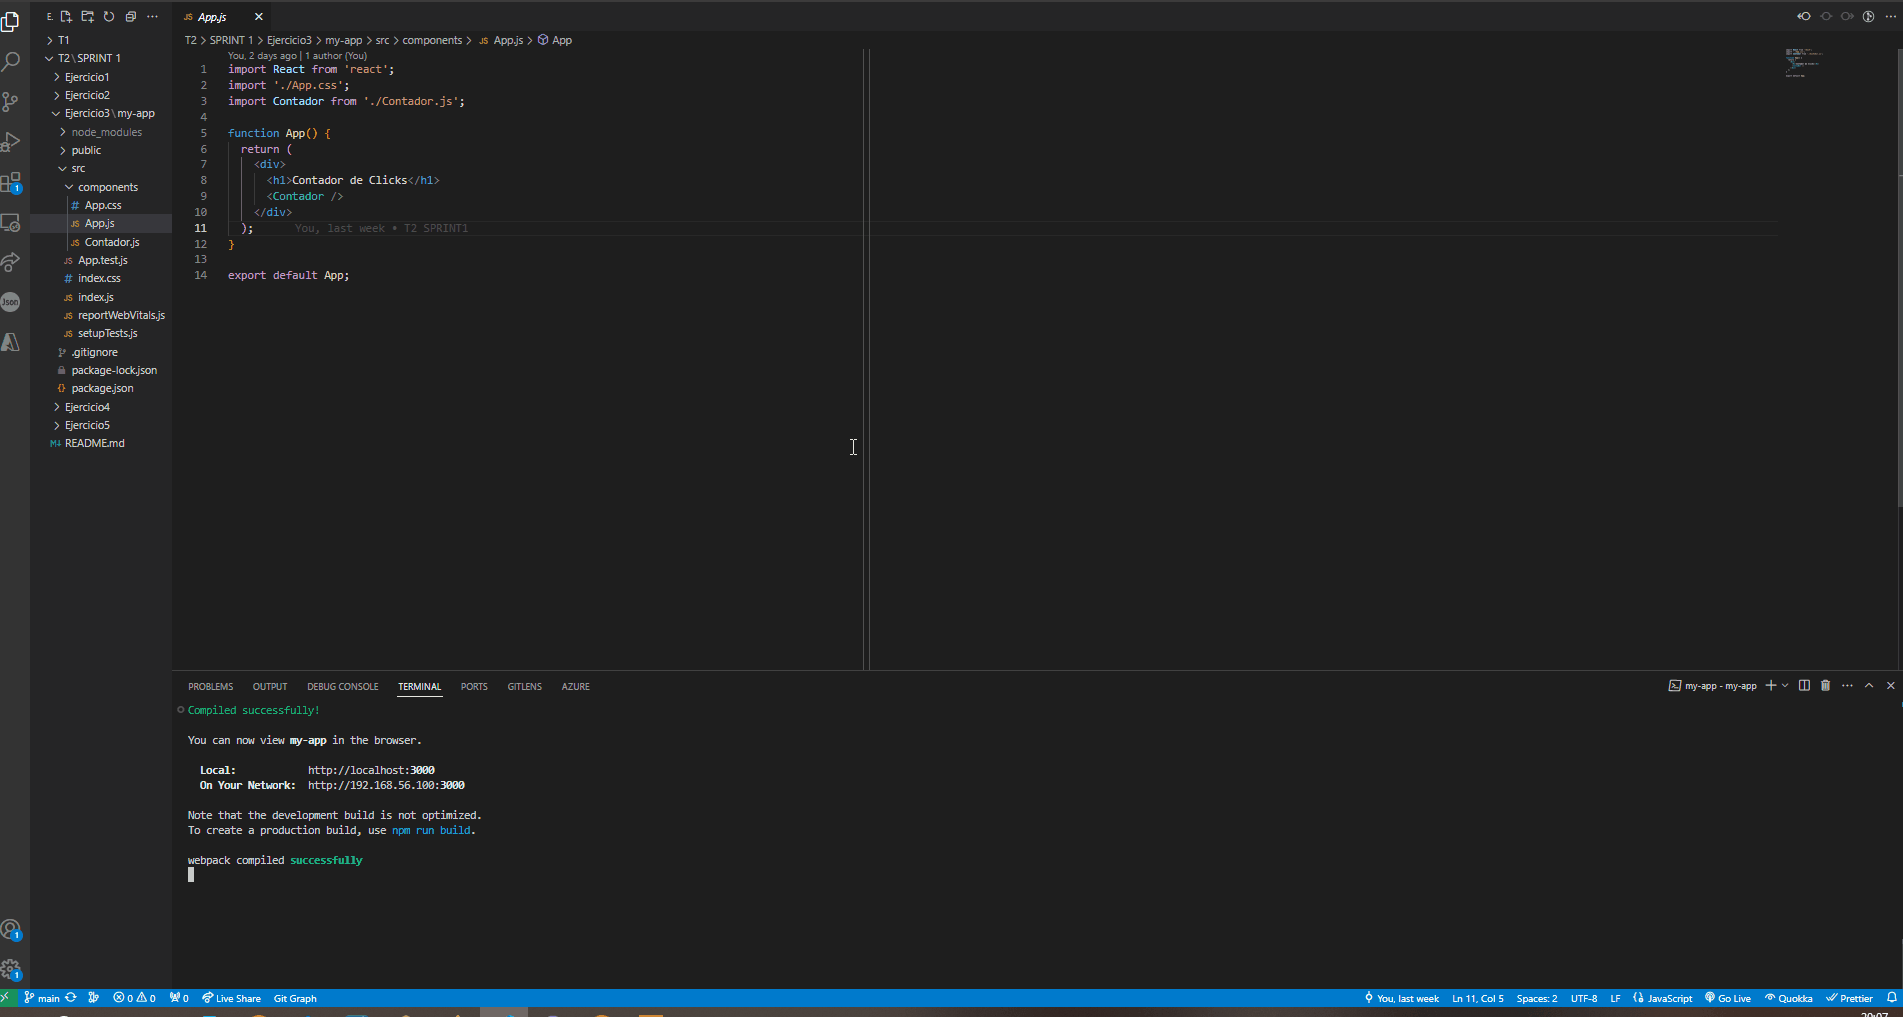 E.
App.js
T1
T2\SPRINT 1
Ejercicio1
Ejercicio2
Ejercicio3\my-app
node_modules
public
src
components
App.css
JS App.js
JS Contador.js
JS App.test.js
index.css
JS index.js
JS reportWebVitals.js
JS setupTests.js
.gitignore
package-lock.json
{} package.json
Ejercicio4
Ejercicio5
M↓ README.md
Json
JS App.js
T2 > SPRINT 1 > Ejercicio3 > my-app > src > components > JS App.js > App
You, 2 days ago | 1 author (You)
1 import React from 'react';
2 import './App.css';
3 import Contador from './Contador.js';
4
5 function App() {
6 return (
7 <div>
8 <h1>Contador de Clicks</h1>
9 <Contador />
10 </div>
11 ); You, last week • T2 SPRINT1
12 }
13
14 export default App;
PROBLEMS OUTPUT DEBUG CONSOLE TERMINAL PORTS GITLENS AZURE
my-app - my-app
Compiled successfully!
You can now view my-app in the browser.
Local: http://localhost:3000
On Your Network: http://192.168.56.100:3000
Note that the development build is not optimized.
To create a production build, use npm run build.
webpack compiled successfully
1
1
1
main 0 0 0 Live Share Git Graph
You, last week Ln 11, Col 5 Spaces: 2 UTF-8 LF {} JavaScript Go Live Quokka Prettier